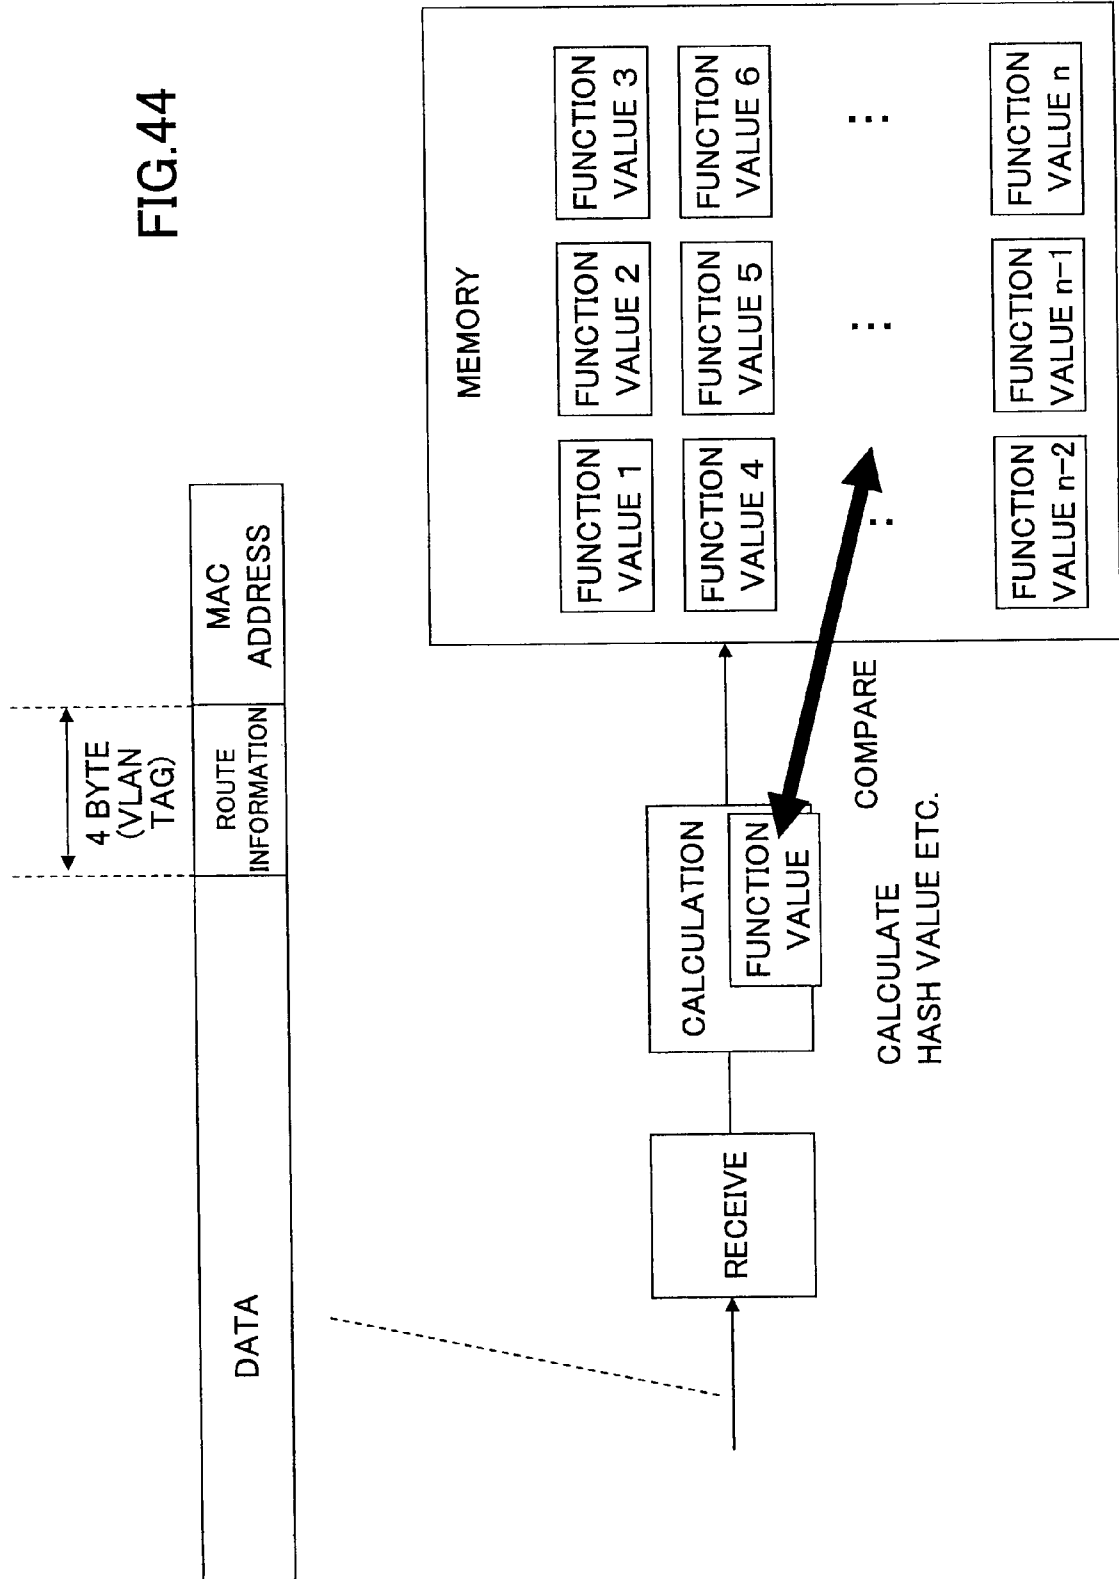 FIG.44
4 BYTE
(VLAN
TAG)
DATA
ROUTE
INFORMATION
MAC
ADDRESS
RECEIVE
CALCULATION
FUNCTION
VALUE
CALCULATE
HASH VALUE ETC.
COMPARE
MEMORY
FUNCTION
VALUE 1
FUNCTION
VALUE 2
FUNCTION
VALUE 3
FUNCTION
VALUE 4
FUNCTION
VALUE 5
FUNCTION
VALUE 6
FUNCTION
VALUE n-2
FUNCTION
VALUE n-1
FUNCTION
VALUE n